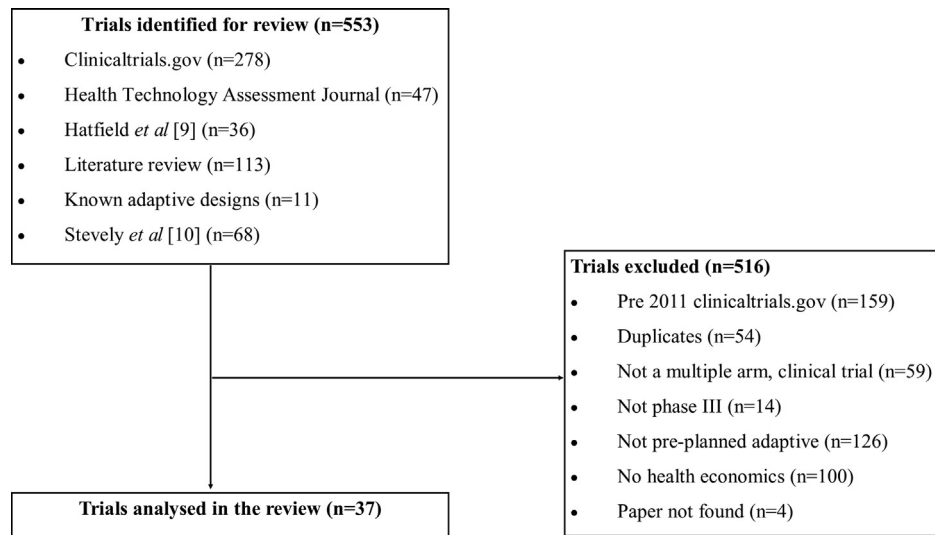 Trials identified for review (n=553)
• Clinicaltrials.gov (n=278)
• Health Technology Assessment Journal (n=47)
• Hatfield et al [9] (n=36)
• Literature review (n=113)
• Known adaptive designs (n=11)
• Stevely et al [10] (n=68)
Trials excluded (n=516)
• Pre 2011 clinicaltrials.gov (n=159)
• Duplicates (n=54)
• Not a multiple arm, clinical trial (n=59)
• Not phase III (n=14)
• Not pre-planned adaptive (n=126)
• No health economics (n=100)
• Paper not found (n=4)
Trials analysed in the review (n=37)